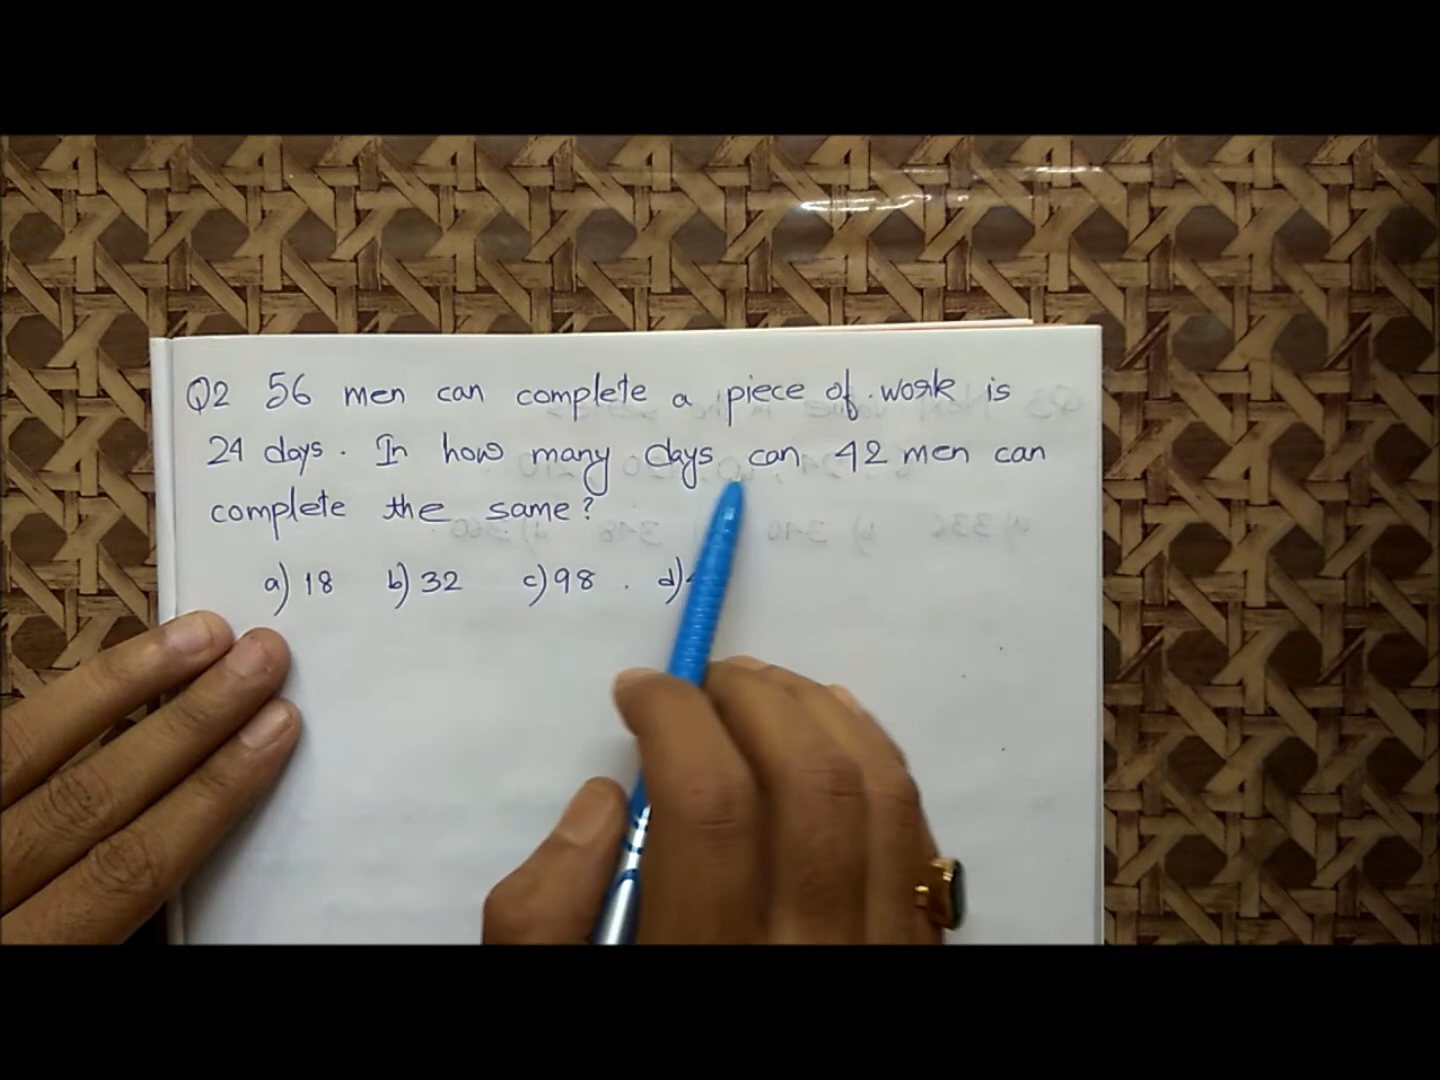 Q2 56 men can complete a piece of work is
24 days. In how many days can 42 men can
complete the same?
a) 18 b) 32 c) 98 d)